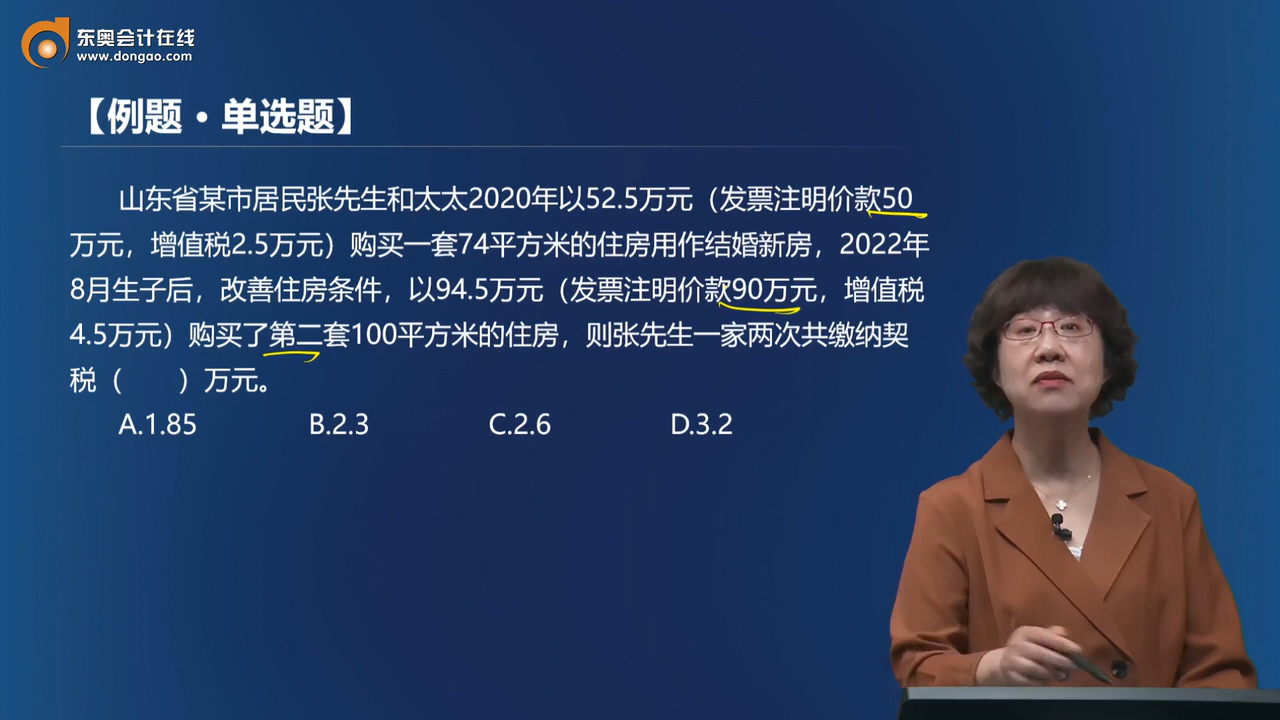 东奥会计在线
www.dongao.com
【例题·单选题】
山东省某市居民张先生和太太2020年以52.5万元（发票注明价款50
万元，增值税2.5万元）购买一套74平方米的住房用作结婚新房，2022年
8月生子后，改善住房条件，以94.5万元（发票注明价款90万元，增值税
4.5万元）购买了第二套100平方米的住房，则张先生一家两次共缴纳契
税（　　）万元。
A.1.85 B.2.3 C.2.6 D.3.2